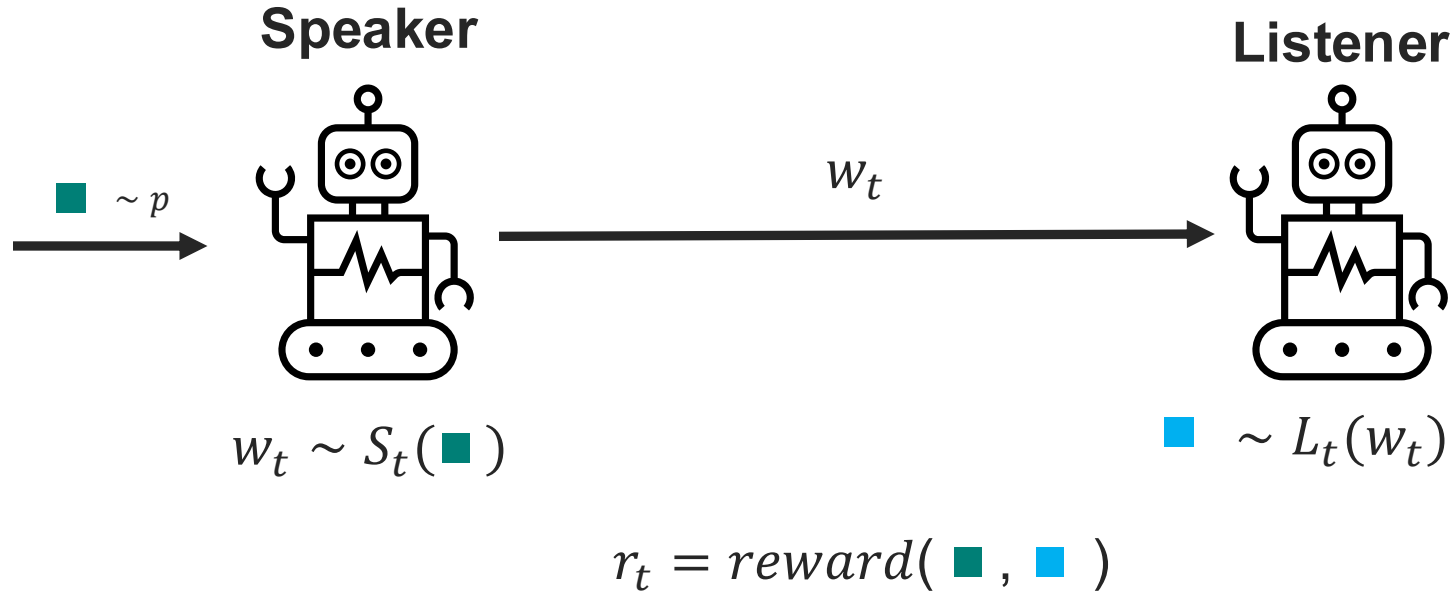 Speaker
Listener
~ p
w_t
w_t ~ S_t( )
~ L_t(w_t)
r_t = reward( , )